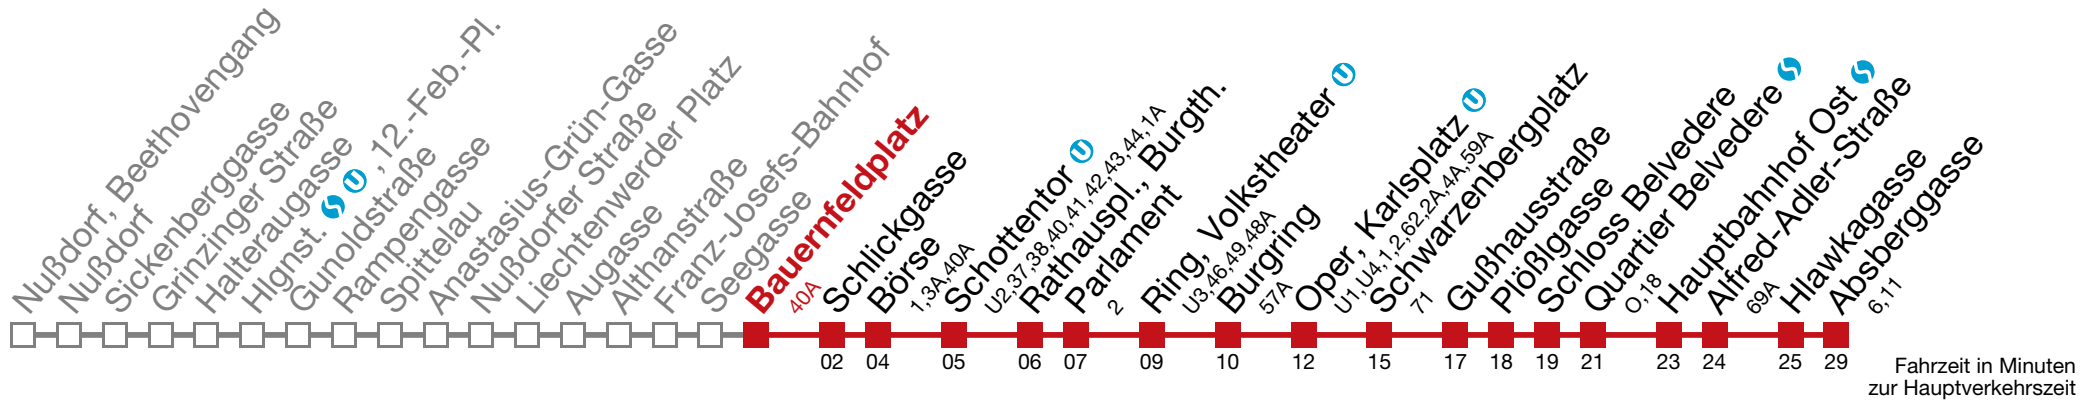 Nußdorf, Beethovengang
Nußdorf
Sickenberggasse
Grinzinger Straße
Halteraugasse
Hlgnst. S U , 12.-Feb.-Pl.
Gunoldstraße
Rampengasse
Spittelau
Anastasius-Grün-Gasse
Nußdorfer Straße
Liechtenwerder Platz
Augasse
Althanstraße
Franz-Josefs-Bahnhof
Seegasse
Bauernfeldplatz
40A
Schlickgasse
02
Börse
04
1,3A,40A
Schottentor U
05
U2,37,38,40,41,42,43,44,1A
Rathauspl., Burgth.
06
Parlament
07
2
Ring, Volkstheater U
09
U3,46,49,48A
Burgring
10
57A
Oper, Karlsplatz U
12
U1,U4,1,2,62,2A,4A,59A
Schwarzenbergplatz
15
71
Gußhausstraße
17
Plößlgasse
18
Schloss Belvedere
19
Quartier Belvedere S
21
O,18
Hauptbahnhof Ost S
23
Alfred-Adler-Straße
24
69A
Hlawkagasse
25
Absberggasse
29
6,11
Fahrzeit in Minuten
zur Hauptverkehrszeit